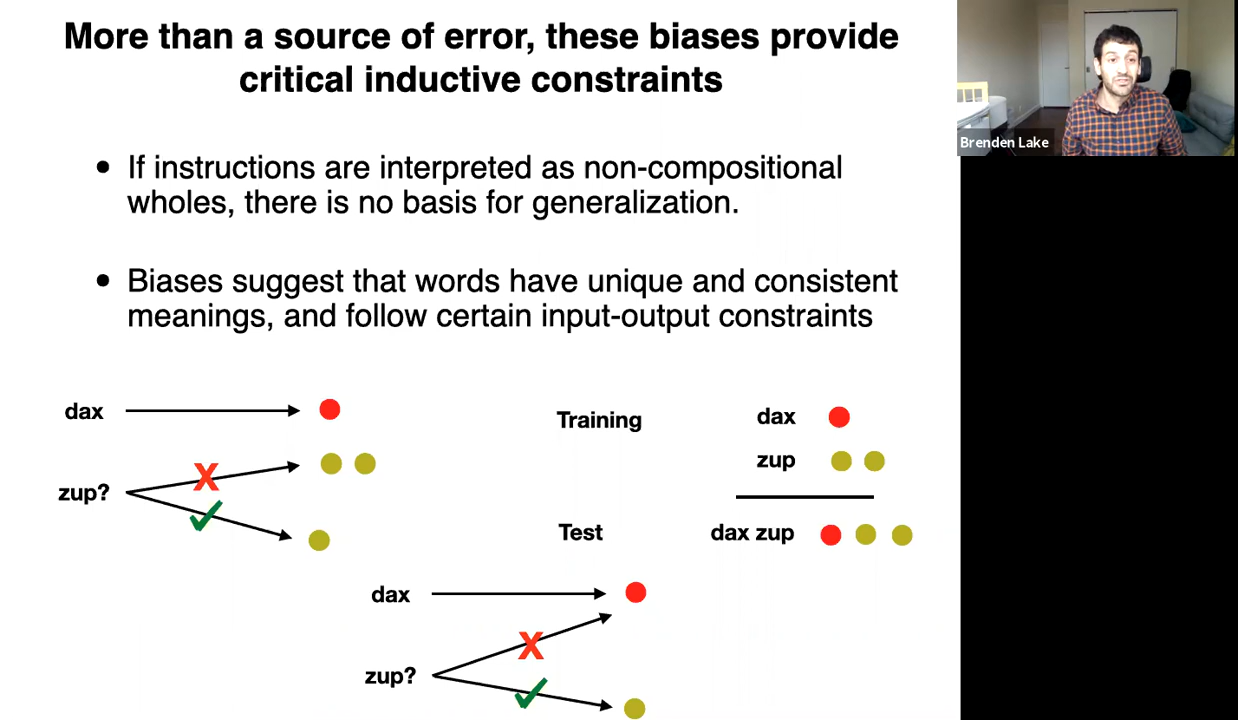 More than a source of error, these biases provide
critical inductive constraints
Brenden Lake
• If instructions are interpreted as non-compositional
wholes, there is no basis for generalization.
• Biases suggest that words have unique and consistent
meanings, and follow certain input-output constraints
dax
X
zup?
Training
dax
zup
Test
dax zup
dax
X
zup?